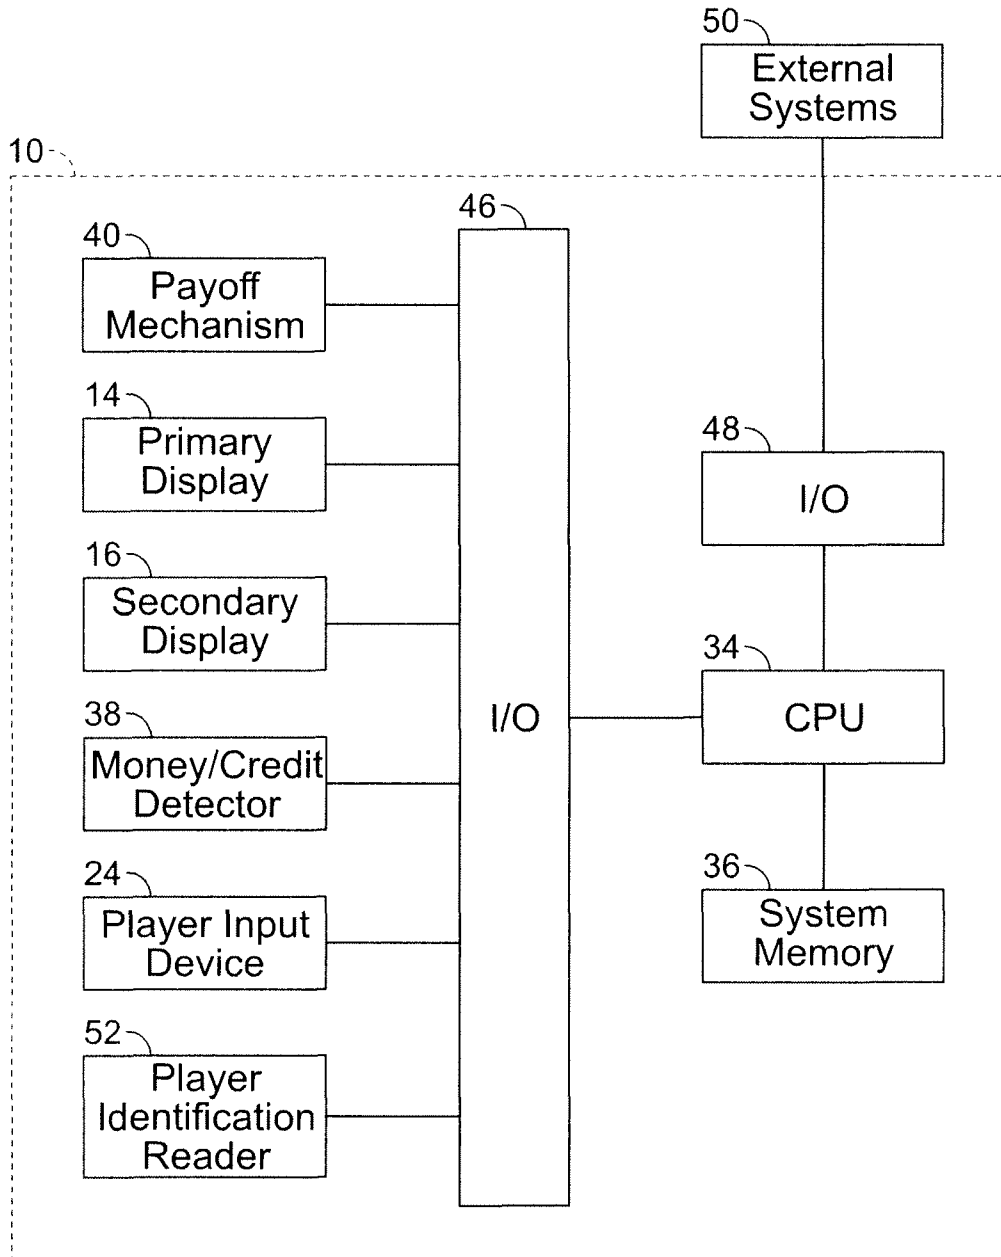 50
External
Systems
10
46
40
Payoff
Mechanism
14
Primary
Display
48
I/O
16
Secondary
Display
34
CPU
I/O
38
Money/Credit
Detector
24
Player Input
Device
36
System
Memory
52
Player
Identification
Reader